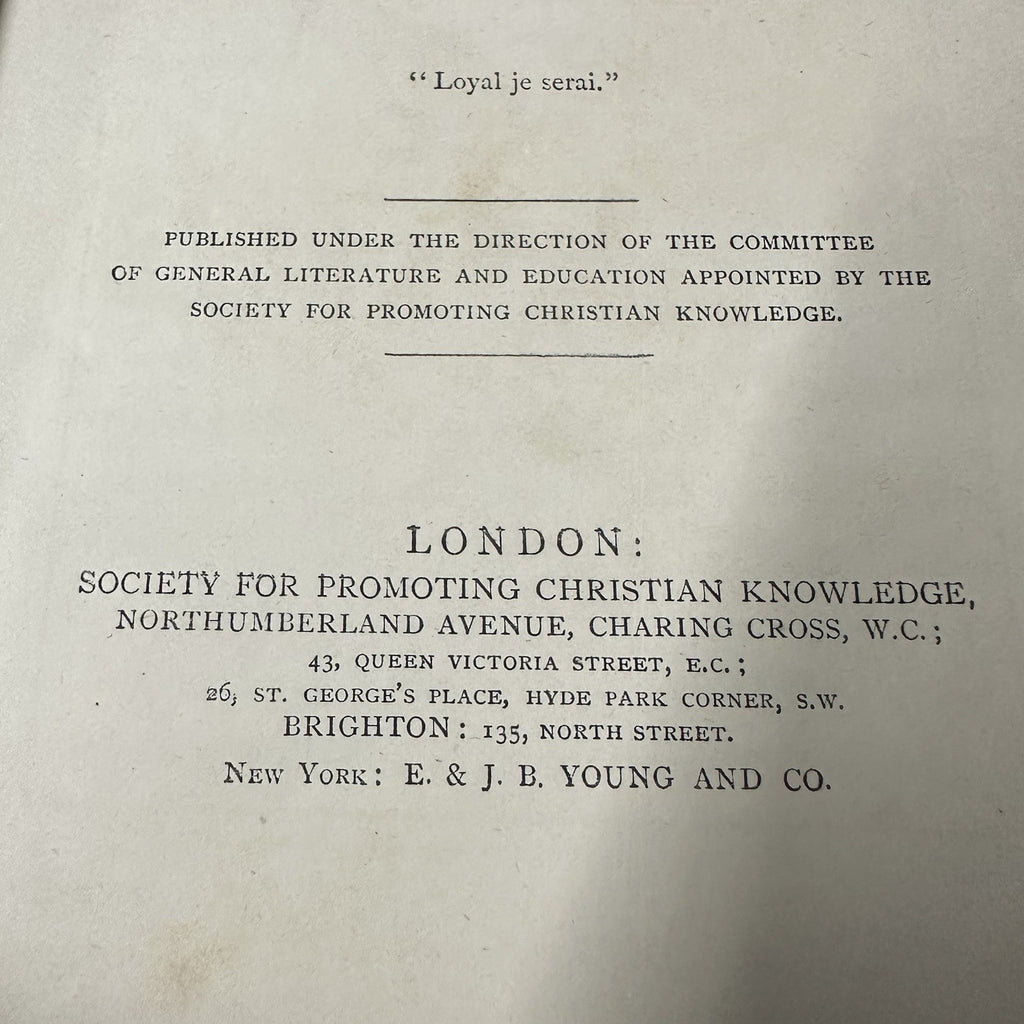 “Loyal je serai.”
PUBLISHED UNDER THE DIRECTION OF THE COMMITTEE
OF GENERAL LITERATURE AND EDUCATION APPOINTED BY THE
SOCIETY FOR PROMOTING CHRISTIAN KNOWLEDGE.
LONDON:
SOCIETY FOR PROMOTING CHRISTIAN KNOWLEDGE,
NORTHUMBERLAND AVENUE, CHARING CROSS, W.C.;
43, QUEEN VICTORIA STREET, E.C.;
26, ST. GEORGE’S PLACE, HYDE PARK CORNER, S.W.
BRIGHTON: 135, NORTH STREET.
NEW YORK: E. & J. B. YOUNG AND CO.